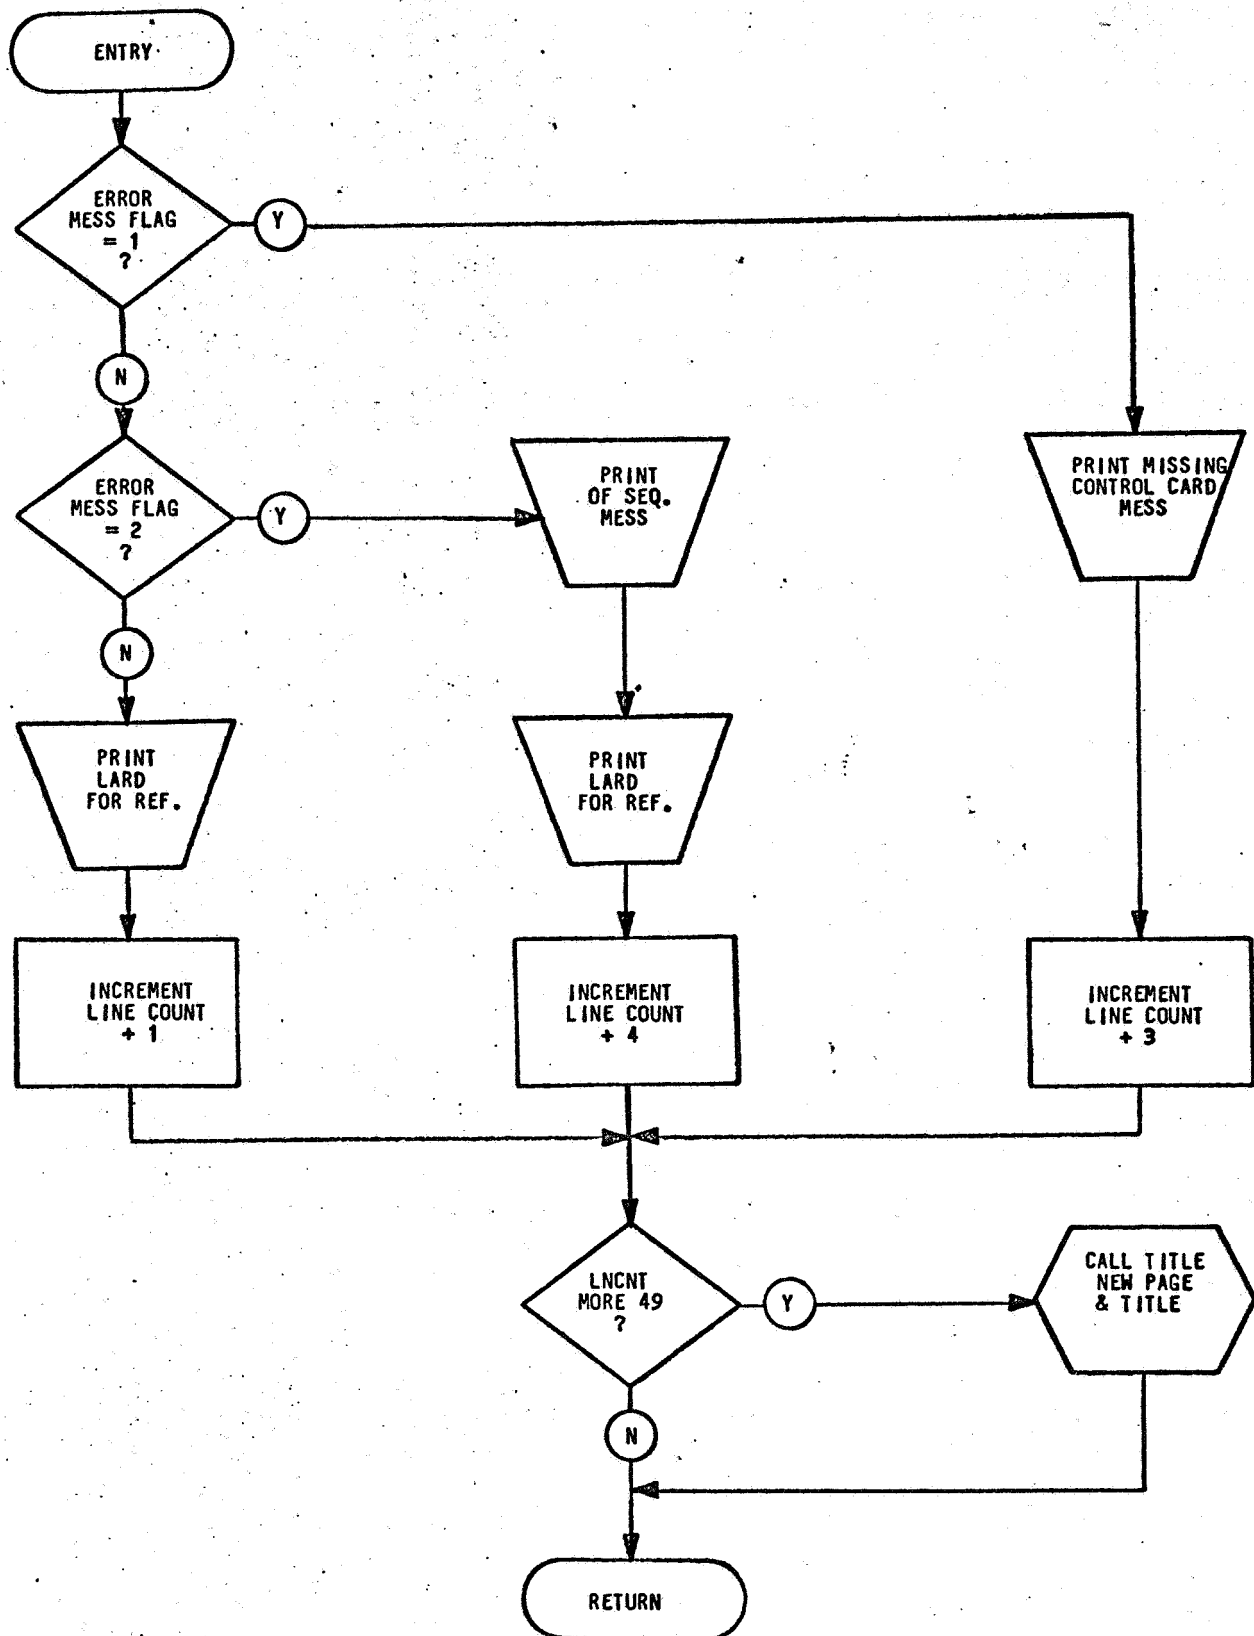 ENTRY
ERROR
MESS FLAG
= 1
?
Y
N
ERROR
MESS FLAG
= 2
?
Y
PRINT
OF SEQ.
MESS
PRINT MISSING
CONTROL CARD
MESS
N
PRINT
LARD
FOR REF.
PRINT
LARD
FOR REF.
INCREMENT
LINE COUNT
+ 1
INCREMENT
LINE COUNT
+ 4
INCREMENT
LINE COUNT
+ 3
LNCNT
MORE 49
?
Y
CALL TITLE
NEW PAGE
& TITLE
N
RETURN